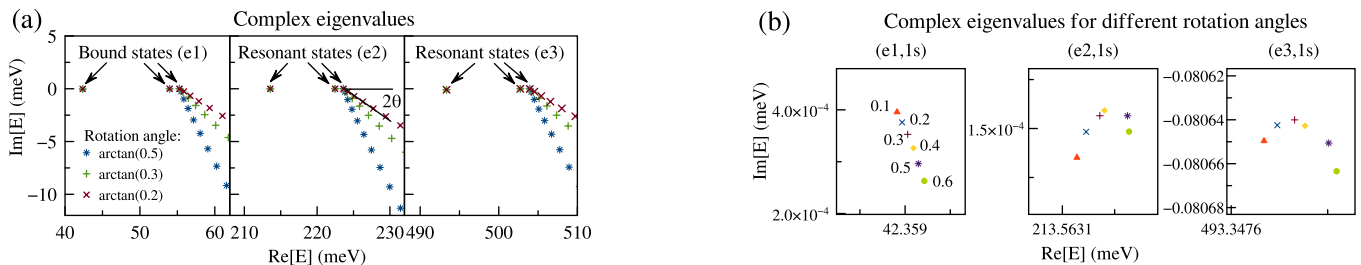 (a)
Complex eigenvalues
Bound states (e1)
Resonant states (e2)
Resonant states (e3)
2θ
Rotation angle:
arctan(0.5)
arctan(0.3)
arctan(0.2)
5
0
−5
−10
Im[E] (meV)
40 50 60 210 220 230 490 500 510
Re[E] (meV)
(b)
Complex eigenvalues for different rotation angles
(e1,1s) (e2,1s) (e3,1s)
Im[E] (meV)
4.0×10⁻⁴
2.0×10⁻⁴
0.1
0.2
0.3
0.4
0.5
0.6
42.359
1.5×10⁻⁴
213.5631
−0.08062
−0.08064
−0.08066
−0.08068
493.3476
Re[E] (meV)